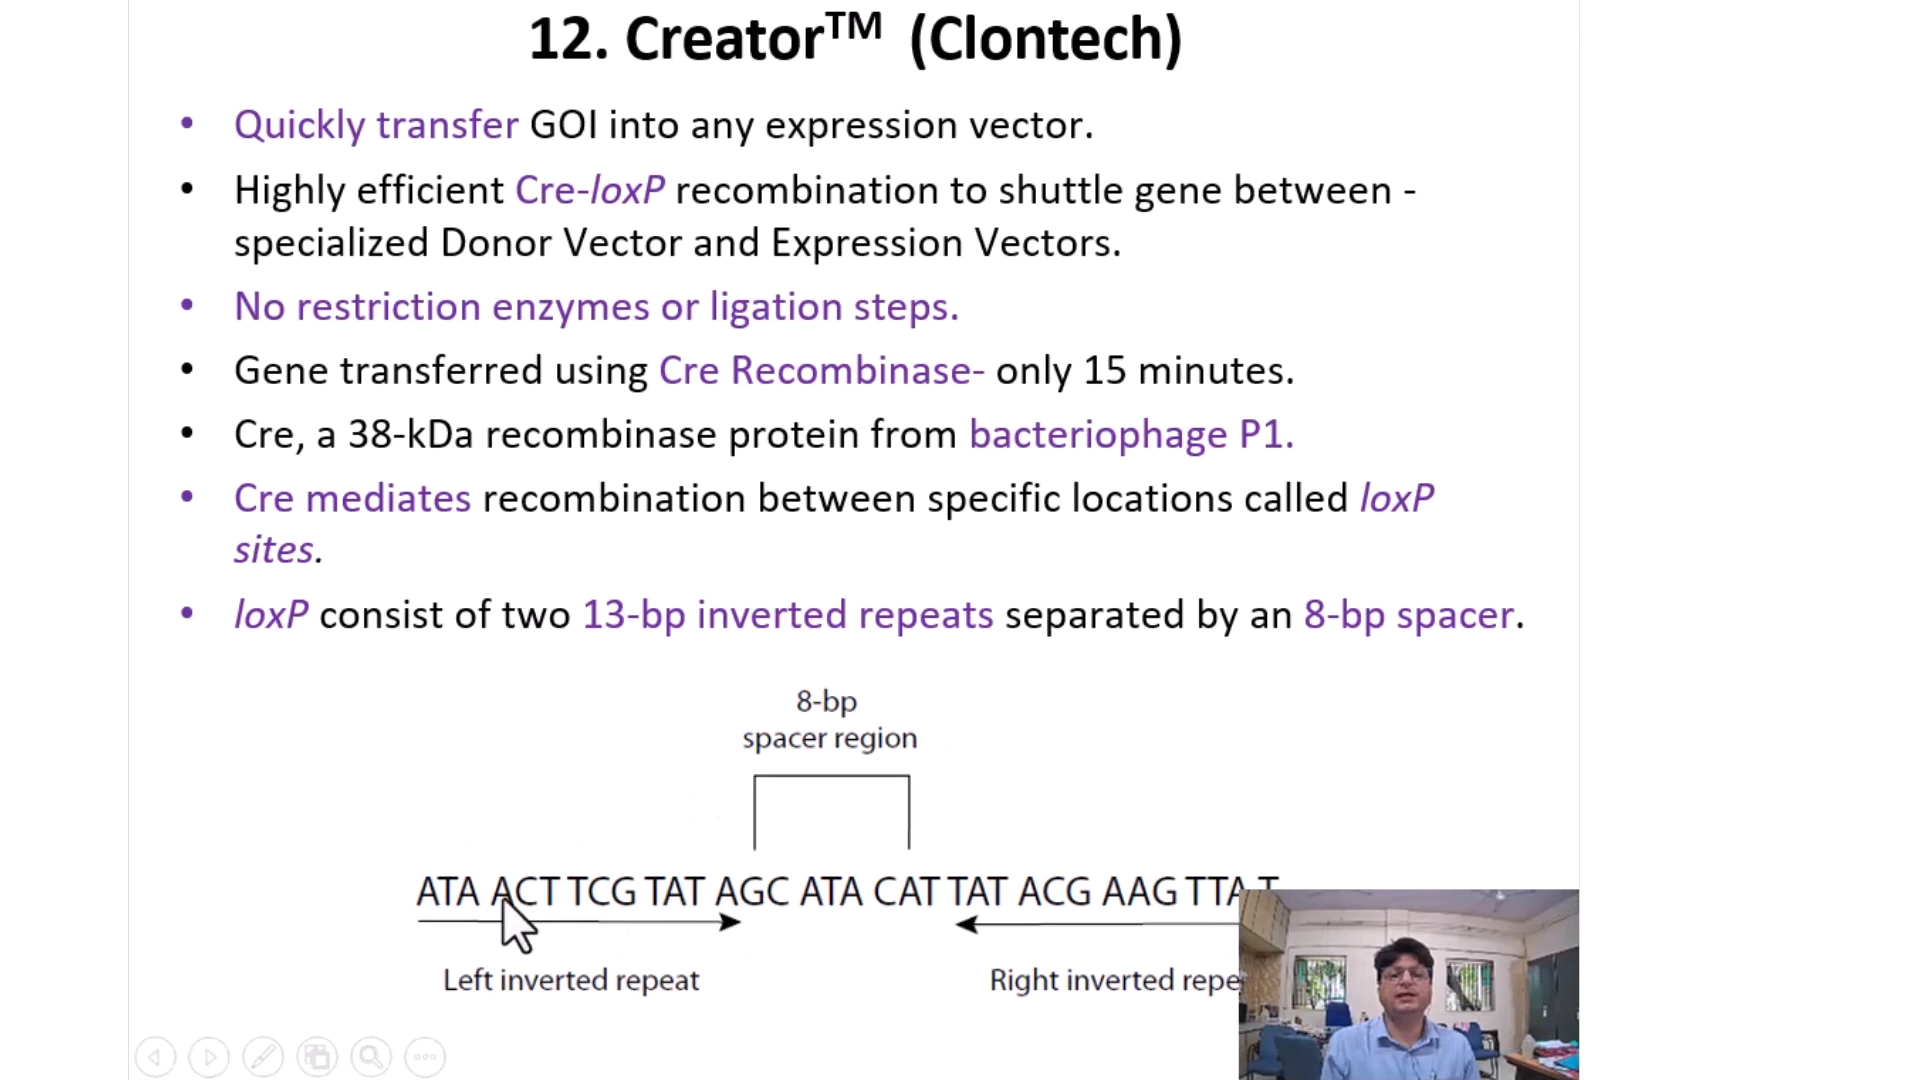 12. Creator™ (Clontech)
• Quickly transfer GOI into any expression vector.
• Highly efficient Cre-loxP recombination to shuttle gene between -
specialized Donor Vector and Expression Vectors.
• No restriction enzymes or ligation steps.
• Gene transferred using Cre Recombinase- only 15 minutes.
• Cre, a 38-kDa recombinase protein from bacteriophage P1.
• Cre mediates recombination between specific locations called loxP
sites.
• loxP consist of two 13-bp inverted repeats separated by an 8-bp spacer.
8-bp
spacer region
ATA ACT TCG TAT AGC ATA CAT TAT ACG AAG TTA T
Left inverted repeat
Right inverted